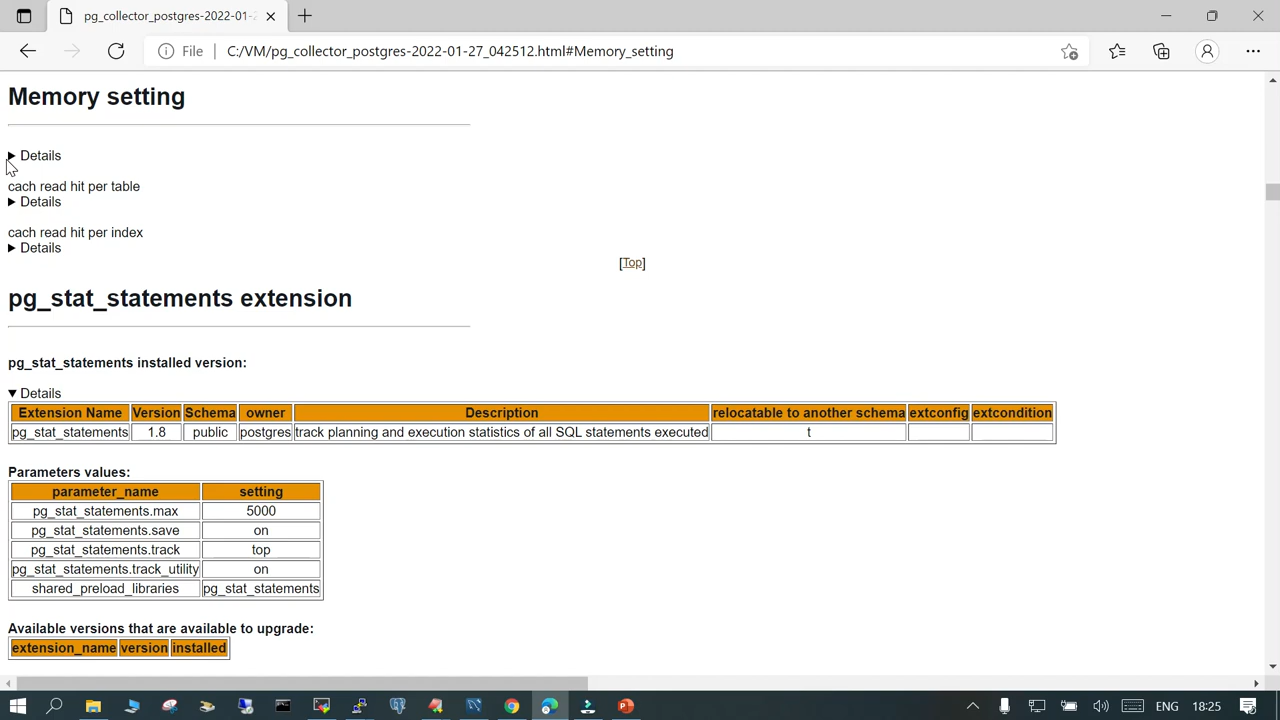 pg_collector_postgres-2022-01-2
File
C:/VM/pg_collector_postgres-2022-01-27_042512.html#Memory_setting
Memory setting
Details
cach read hit per table
Details
cach read hit per index
Details
[Top]
pg_stat_statements extension
pg_stat_statements installed version:
Details
Extension Name Version Schema owner Description relocatable to another schema extconfig extcondition
pg_stat_statements 1.8 public postgres track planning and execution statistics of all SQL statements executed t
Parameters values:
parameter_name setting
pg_stat_statements.max 5000
pg_stat_statements.save on
pg_stat_statements.track top
pg_stat_statements.track_utility on
shared_preload_libraries pg_stat_statements
Available versions that are available to upgrade:
extension_name version installed
ENG 18:25